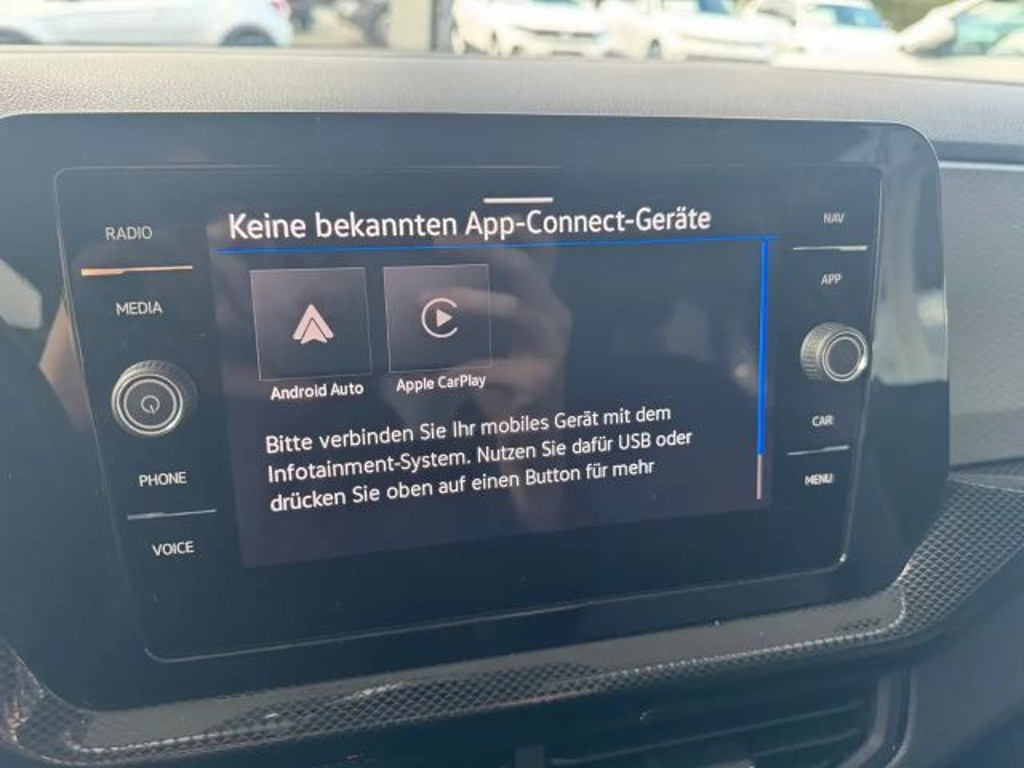 Keine bekannten App-Connect-Geräte
RADIO
MEDIA
PHONE
VOICE
Android Auto
Apple CarPlay
Bitte verbinden Sie Ihr mobiles Gerät mit dem
Infotainment-System. Nutzen Sie dafür USB oder
drücken Sie oben auf einen Button für mehr
NAV
APP
CAR
MENU